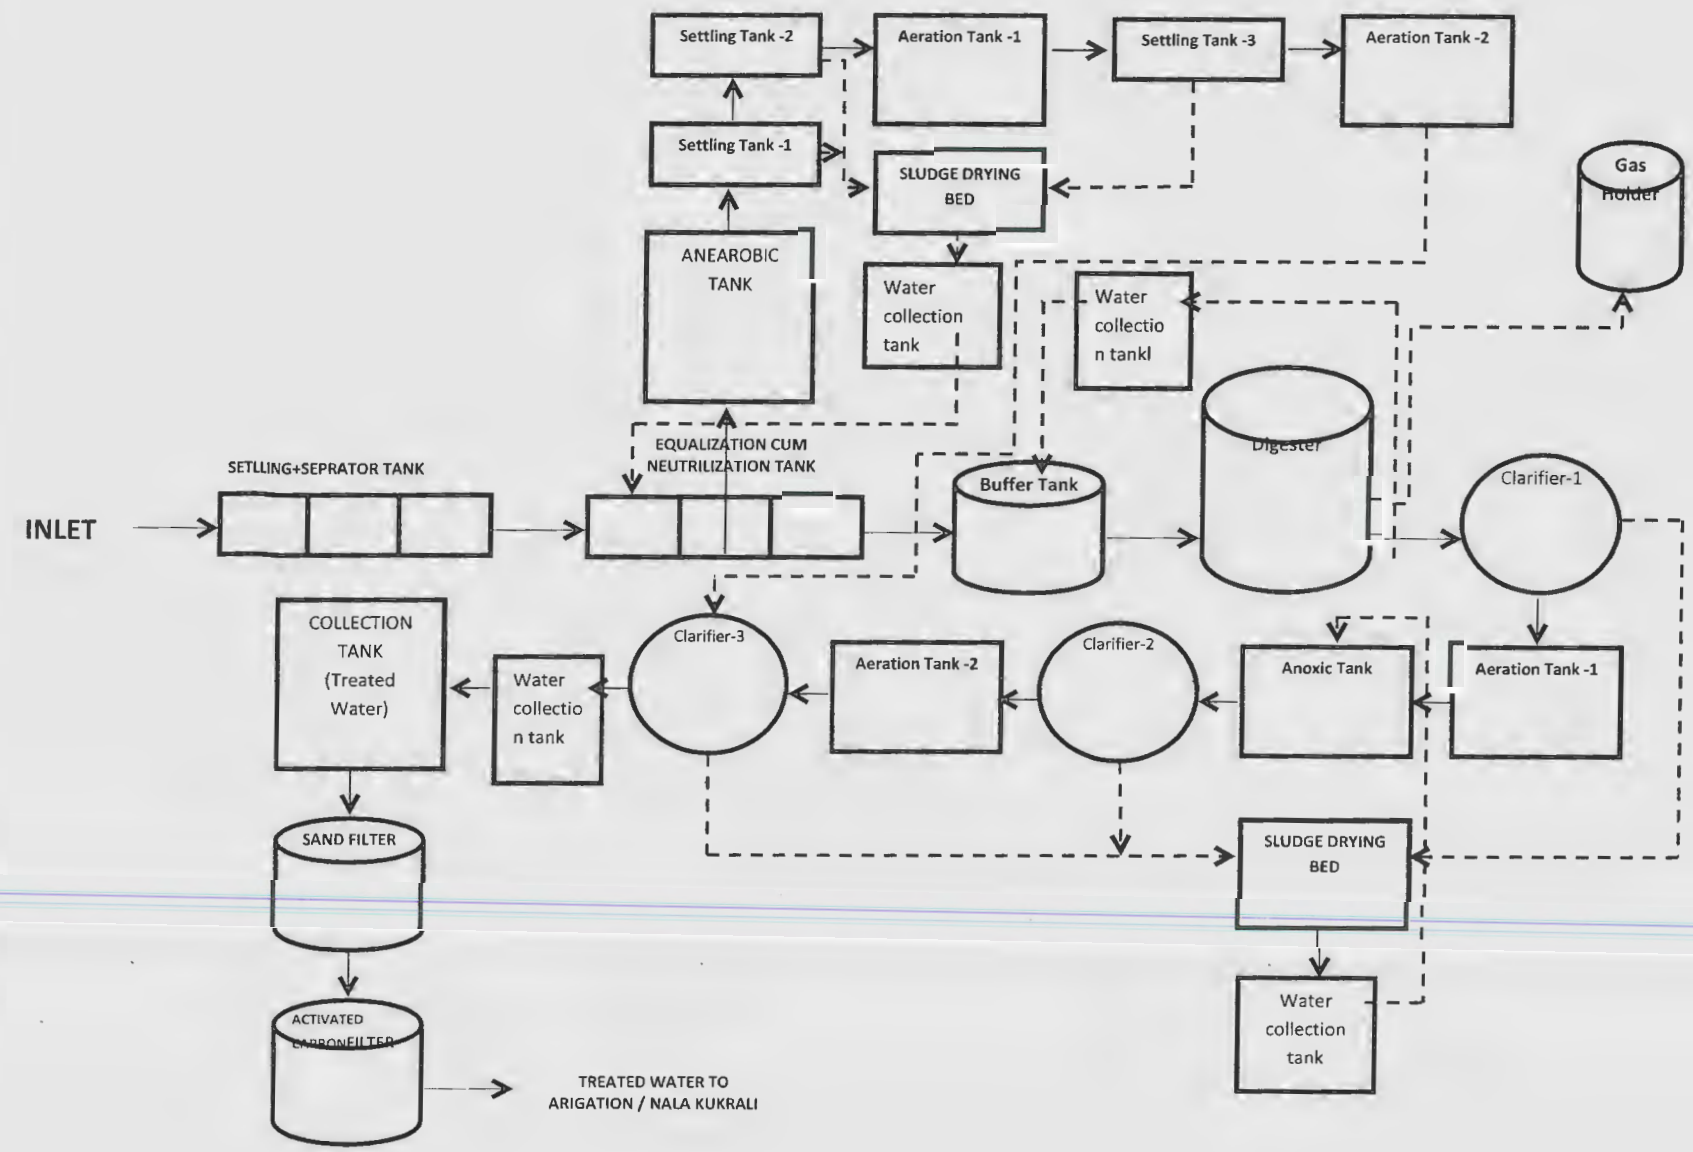 Settling Tank -2
Aeration Tank -1
Settling Tank -3
Aeration Tank -2
Settling Tank -1
SLUDGE DRYING
BED
Gas
Holder
ANEAROBIC
TANK
Water
collection
tank
Water
collectio
n tankl
Digester
EQUALIZATION CUM
NEUTRILIZATION TANK
SETLLING+SEPRATOR TANK
Buffer Tank
Clarifier-1
INLET
COLLECTION
TANK
(Treated
Water)
Water
collectio
n tank
Clarifier-3
Aeration Tank -2
Clarifier-2
Anoxic Tank
Aeration Tank -1
SAND FILTER
SLUDGE DRYING
BED
Water
collection
tank
ACTIVATED
CARBONFILTER
TREATED WATER TO
ARIGATION / NALA KUKRALI